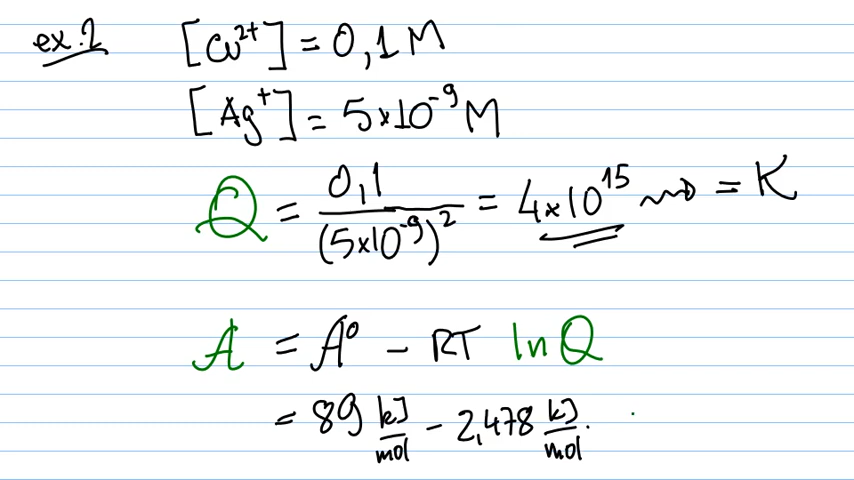 ex.2 [Cu²⁺] = 0,1 M
[Ag⁺] = 5×10⁻⁹ M
Q = 0,1 / (5×10⁻⁹)² = 4×10¹⁵ ⇝ = K
A = A⁰ - RT ln Q
= 89 kJ/mol - 2,478 kJ/mol ·